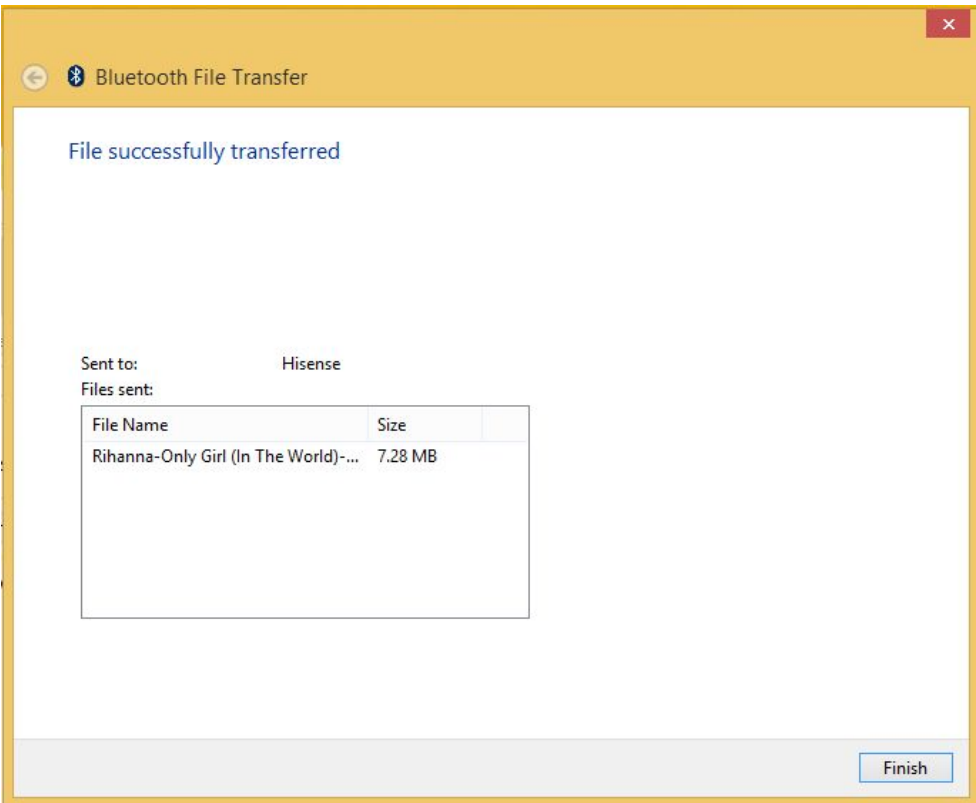 Bluetooth File Transfer
File successfully transferred
Sent to: Hisense
Files sent:
File Name Size
Rihanna-Only Girl (In The World)-... 7.28 MB
Finish